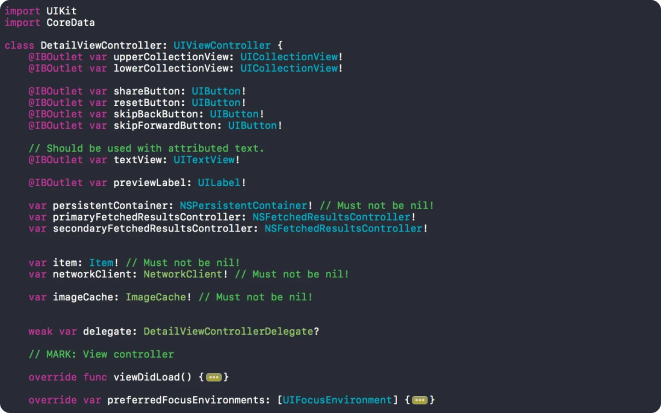 import UIKit
import CoreData
class DetailViewController: UIViewController {
@IBOutlet var upperCollectionView: UICollectionView!
@IBOutlet var lowerCollectionView: UICollectionView!
@IBOutlet var shareButton: UIButton!
@IBOutlet var resetButton: UIButton!
@IBOutlet var skipBackButton: UIButton!
@IBOutlet var skipForwardButton: UIButton!
// Should be used with attributed text.
@IBOutlet var textView: UITextView!
@IBOutlet var previewLabel: UILabel!
var persistentContainer: NSPersistentContainer! // Must not be nil!
var primaryFetchedResultsController: NSFetchedResultsController!
var secondaryFetchedResultsController: NSFetchedResultsController!
var item: Item! // Must not be nil!
var networkClient: NetworkClient! // Must not be nil!
var imageCache: ImageCache! // Must not be nil!
weak var delegate: DetailViewControllerDelegate?
// MARK: View controller
override func viewDidLoad() {•••}
override var preferredFocusEnvironments: [UIFocusEnvironment] {•••}